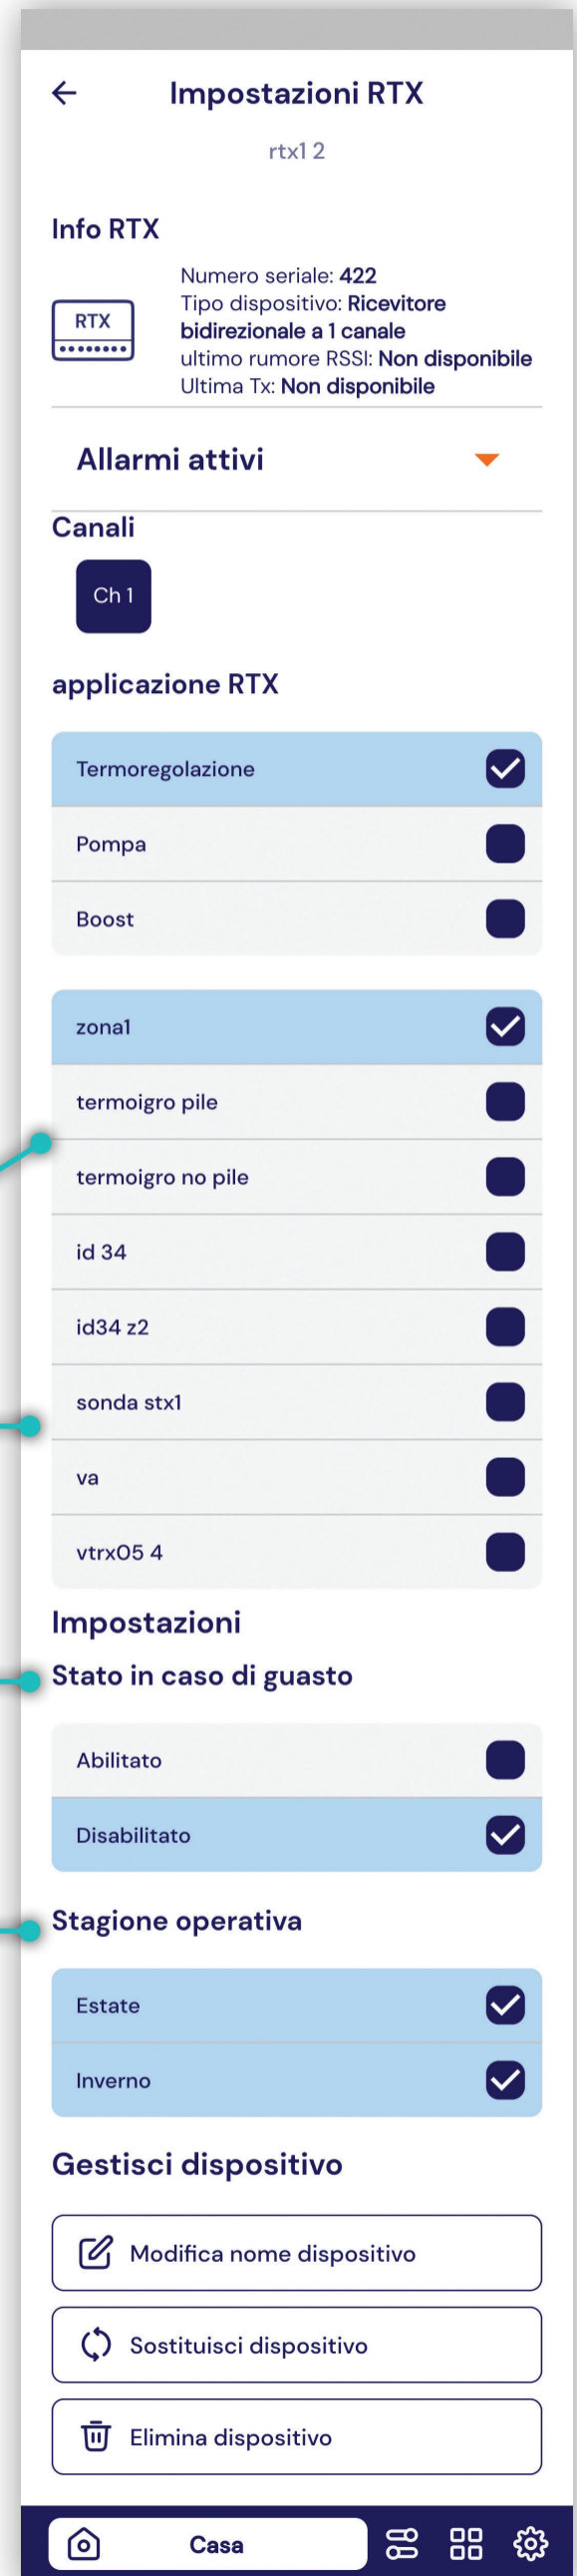 Impostazioni RTX
rtx1 2
Info RTX
RTX
Numero seriale: 422
Tipo dispositivo: Ricevitore
bidirezionale a 1 canale
ultimo rumore RSSI: Non disponibile
Ultima Tx: Non disponibile
Allarmi attivi
Canali
Ch 1
applicazione RTX
Termoregolazione
Pompa
Boost
zona1
termoigro pile
termoigro no pile
id 34
id34 z2
sonda stx1
va
vtrx05 4
Impostazioni
Stato in caso di guasto
Abilitato
Disabilitato
Stagione operativa
Estate
Inverno
Gestisci dispositivo
Modifica nome dispositivo
Sostituisci dispositivo
Elimina dispositivo
Casa